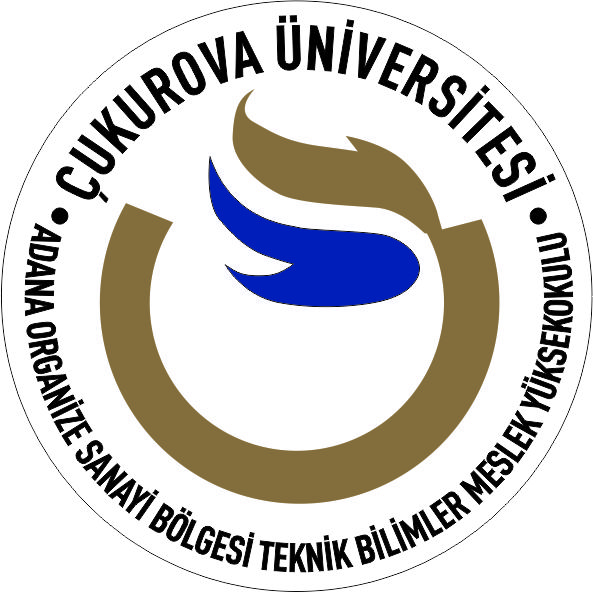 ÇUKUROVA ÜNİVERSİTESİ
ADANA ORGANİZE SANAYİ BÖLGESİ TEKNİK BİLİMLER MESLEK YÜKSEKOKULU